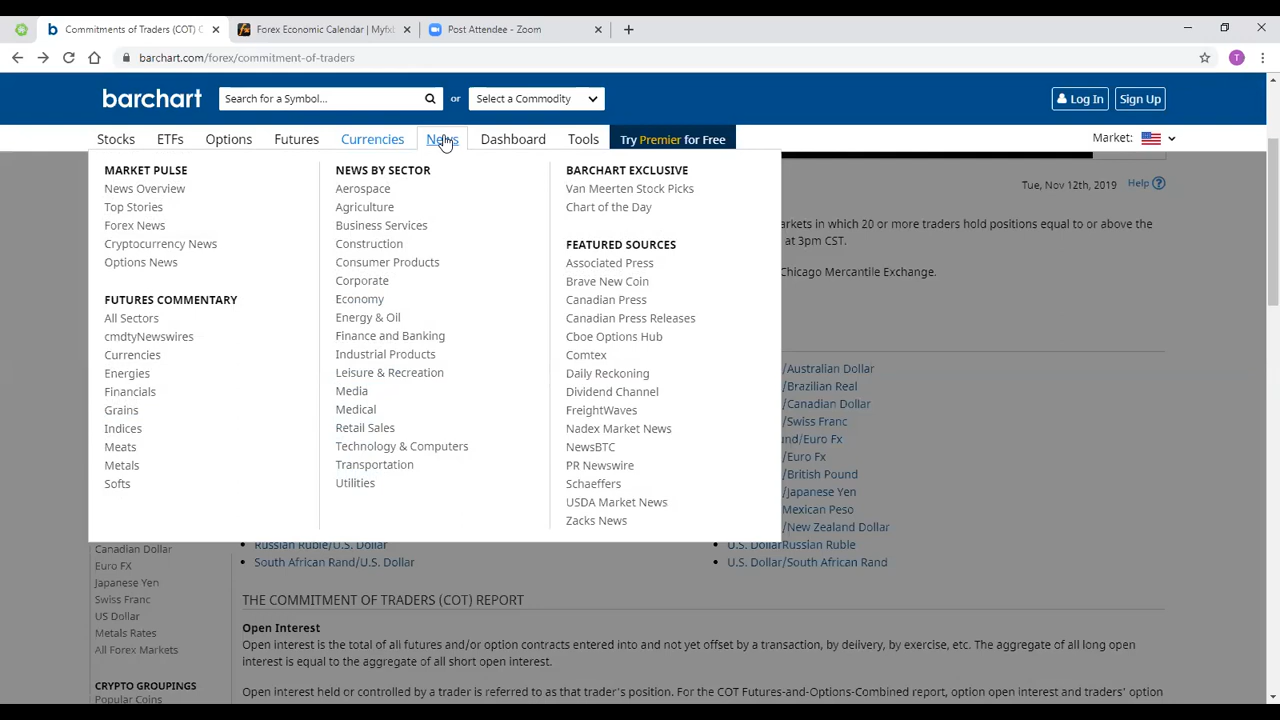 Commitments of Traders (COT) C
Forex Economic Calendar | Myfxb
Post Attendee - Zoom
barchart.com/forex/commitment-of-traders
T
barchart
Search for a Symbol...
or
Select a Commodity
Log In
Sign Up
Stocks
ETFs
Options
Futures
Currencies
News
Dashboard
Tools
Try Premier for Free
Market:
MARKET PULSE
News Overview
Top Stories
Forex News
Cryptocurrency News
Options News
FUTURES COMMENTARY
All Sectors
cmdtyNewswires
Currencies
Energies
Financials
Grains
Indices
Meats
Metals
Softs
NEWS BY SECTOR
Aerospace
Agriculture
Business Services
Construction
Consumer Products
Corporate
Economy
Energy & Oil
Finance and Banking
Industrial Products
Leisure & Recreation
Media
Medical
Retail Sales
Technology & Computers
Transportation
Utilities
BARCHART EXCLUSIVE
Van Meerten Stock Picks
Chart of the Day
FEATURED SOURCES
Associated Press
Brave New Coin
Canadian Press
Canadian Press Releases
Cboe Options Hub
Comtex
Daily Reckoning
Dividend Channel
FreightWaves
Nadex Market News
NewsBTC
PR Newswire
Schaeffers
USDA Market News
Zacks News
Tue, Nov 12th, 2019
Help
arkets in which 20 or more traders hold positions equal to or above the
at 3pm CST.
Chicago Mercantile Exchange.
/Australian Dollar
/Brazilian Real
/Canadian Dollar
/Swiss Franc
und/Euro Fx
/Euro Fx
/British Pound
/Japanese Yen
Mexican Peso
/New Zealand Dollar
Russian Ruble/U.S. Dollar
U.S. DollarRussian Ruble
South African Rand/U.S. Dollar
U.S. Dollar/South African Rand
Canadian Dollar
Euro FX
Japanese Yen
Swiss Franc
US Dollar
Metals Rates
All Forex Markets
CRYPTO GROUPINGS
Popular Coins
THE COMMITMENT OF TRADERS (COT) REPORT
Open Interest
Open interest is the total of all futures and/or option contracts entered into and not yet offset by a transaction, by delivery, by exercise, etc. The aggregate of all long
open interest is equal to the aggregate of all short open interest.
Open interest held or controlled by a trader is referred to as that trader's position. For the COT Futures-and-Options-Combined report, option open interest and traders' option